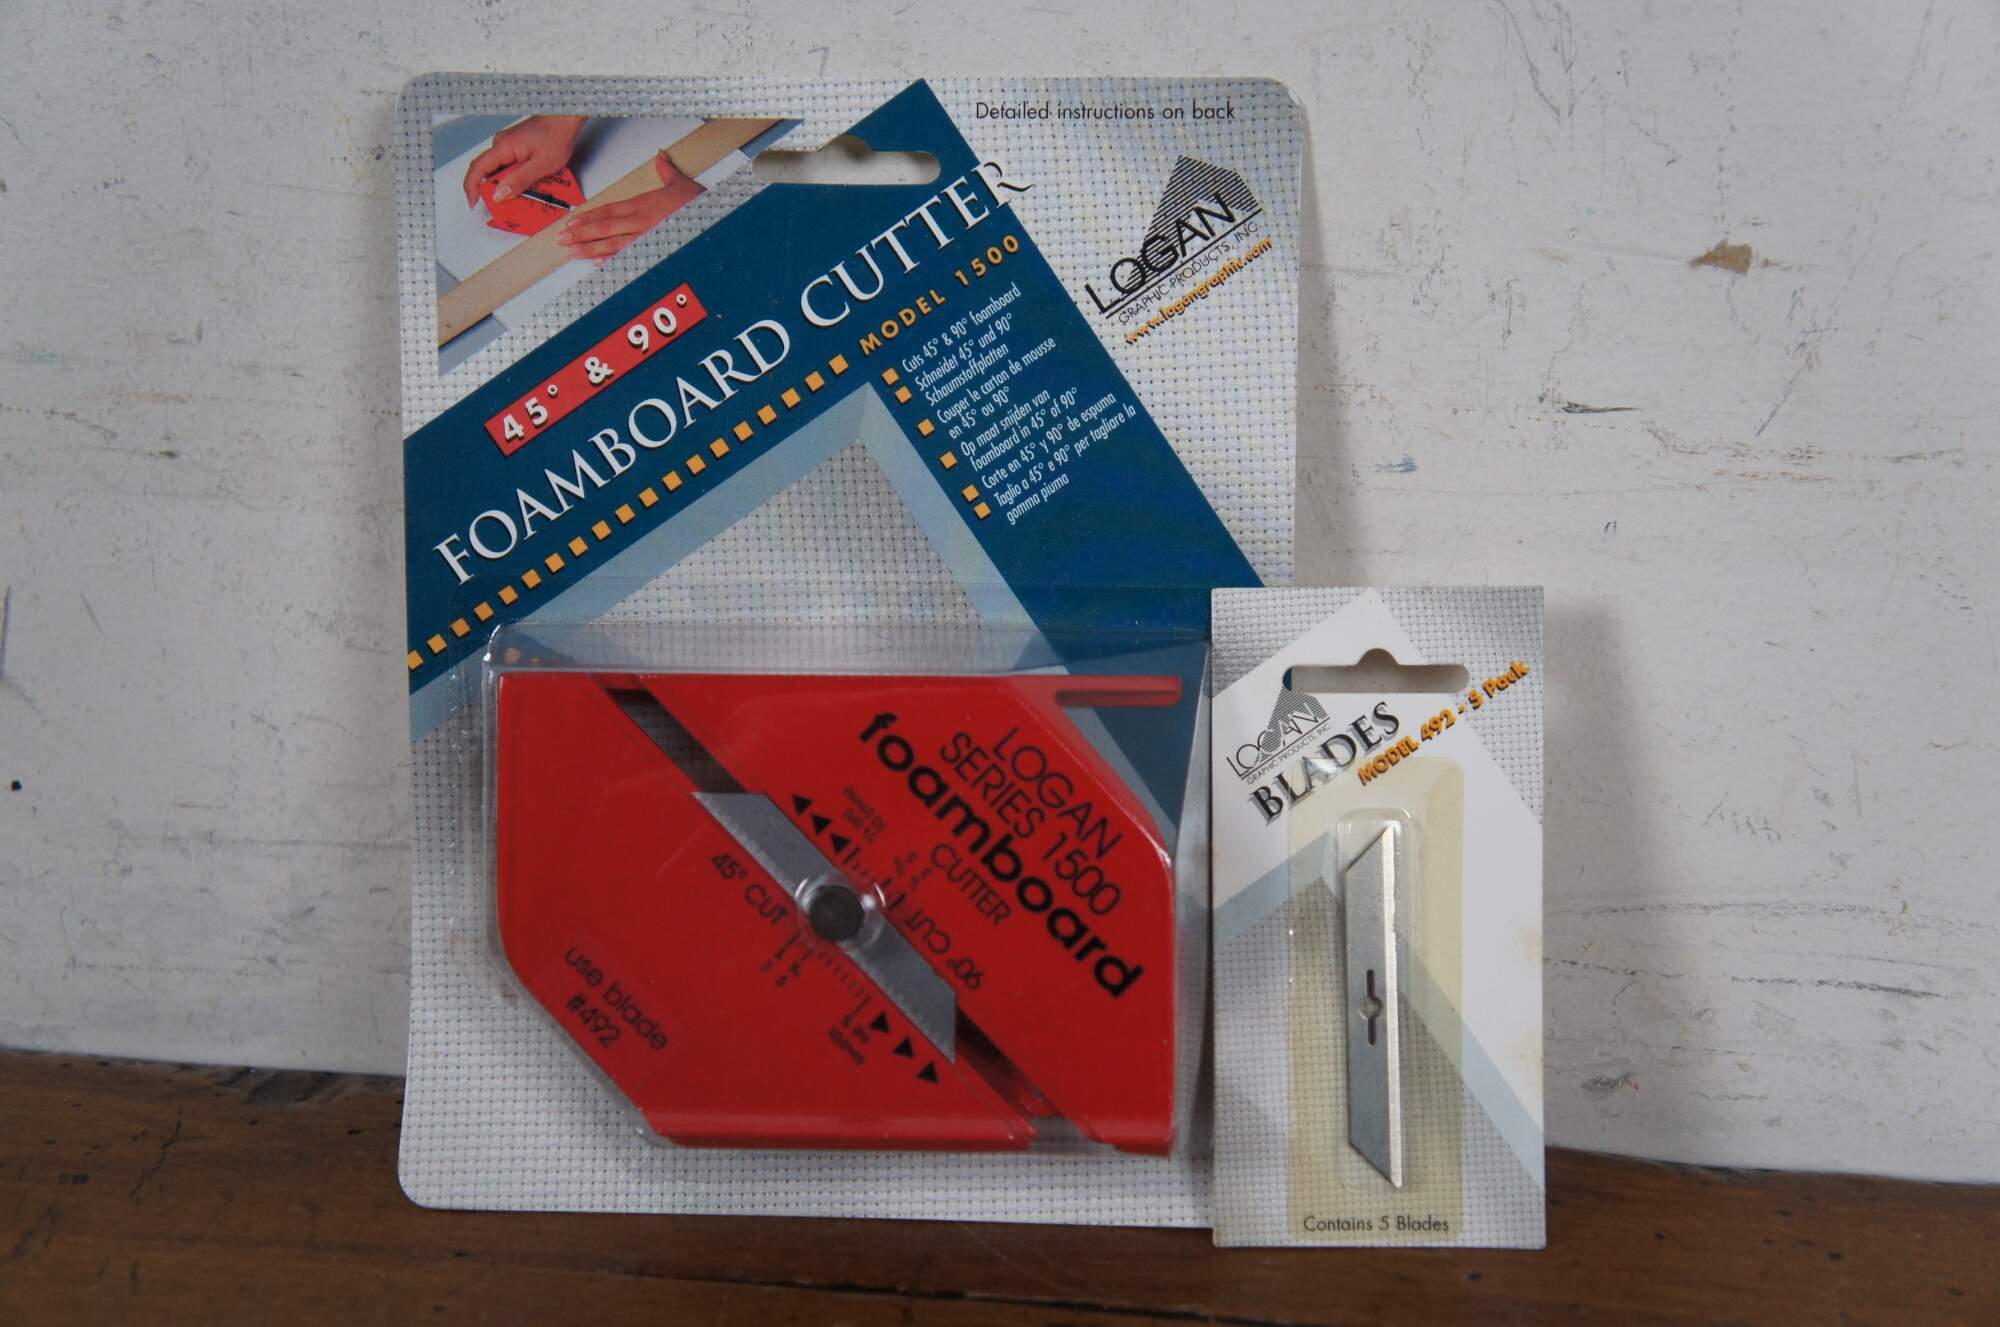 Detailed instructions on back
LOGAN
GRAPHIC PRODUCTS, INC.
www.logangraphic.com
45° & 90°
FOAMBOARD CUTTER
MODEL 1500
Cuts 45° & 90° foamboard
Schneidet 45° und 90°
Schaumstoffplatten
Couper le carton de mousse
en 45° ou 90°
Op maat snijden van
foamboard in 45° of 90°
Corte en 45° y 90° de espuma
Taglio a 45° e 90° per tagliare la
gomma piuma
LOGAN
SERIES 1500
foamboard
CUTTER
90° CUT
45° CUT
use blade
#492
LOGAN
GRAPHIC PRODUCTS, INC.
BLADES
MODEL 492 - 5 Pack
Contains 5 Blades